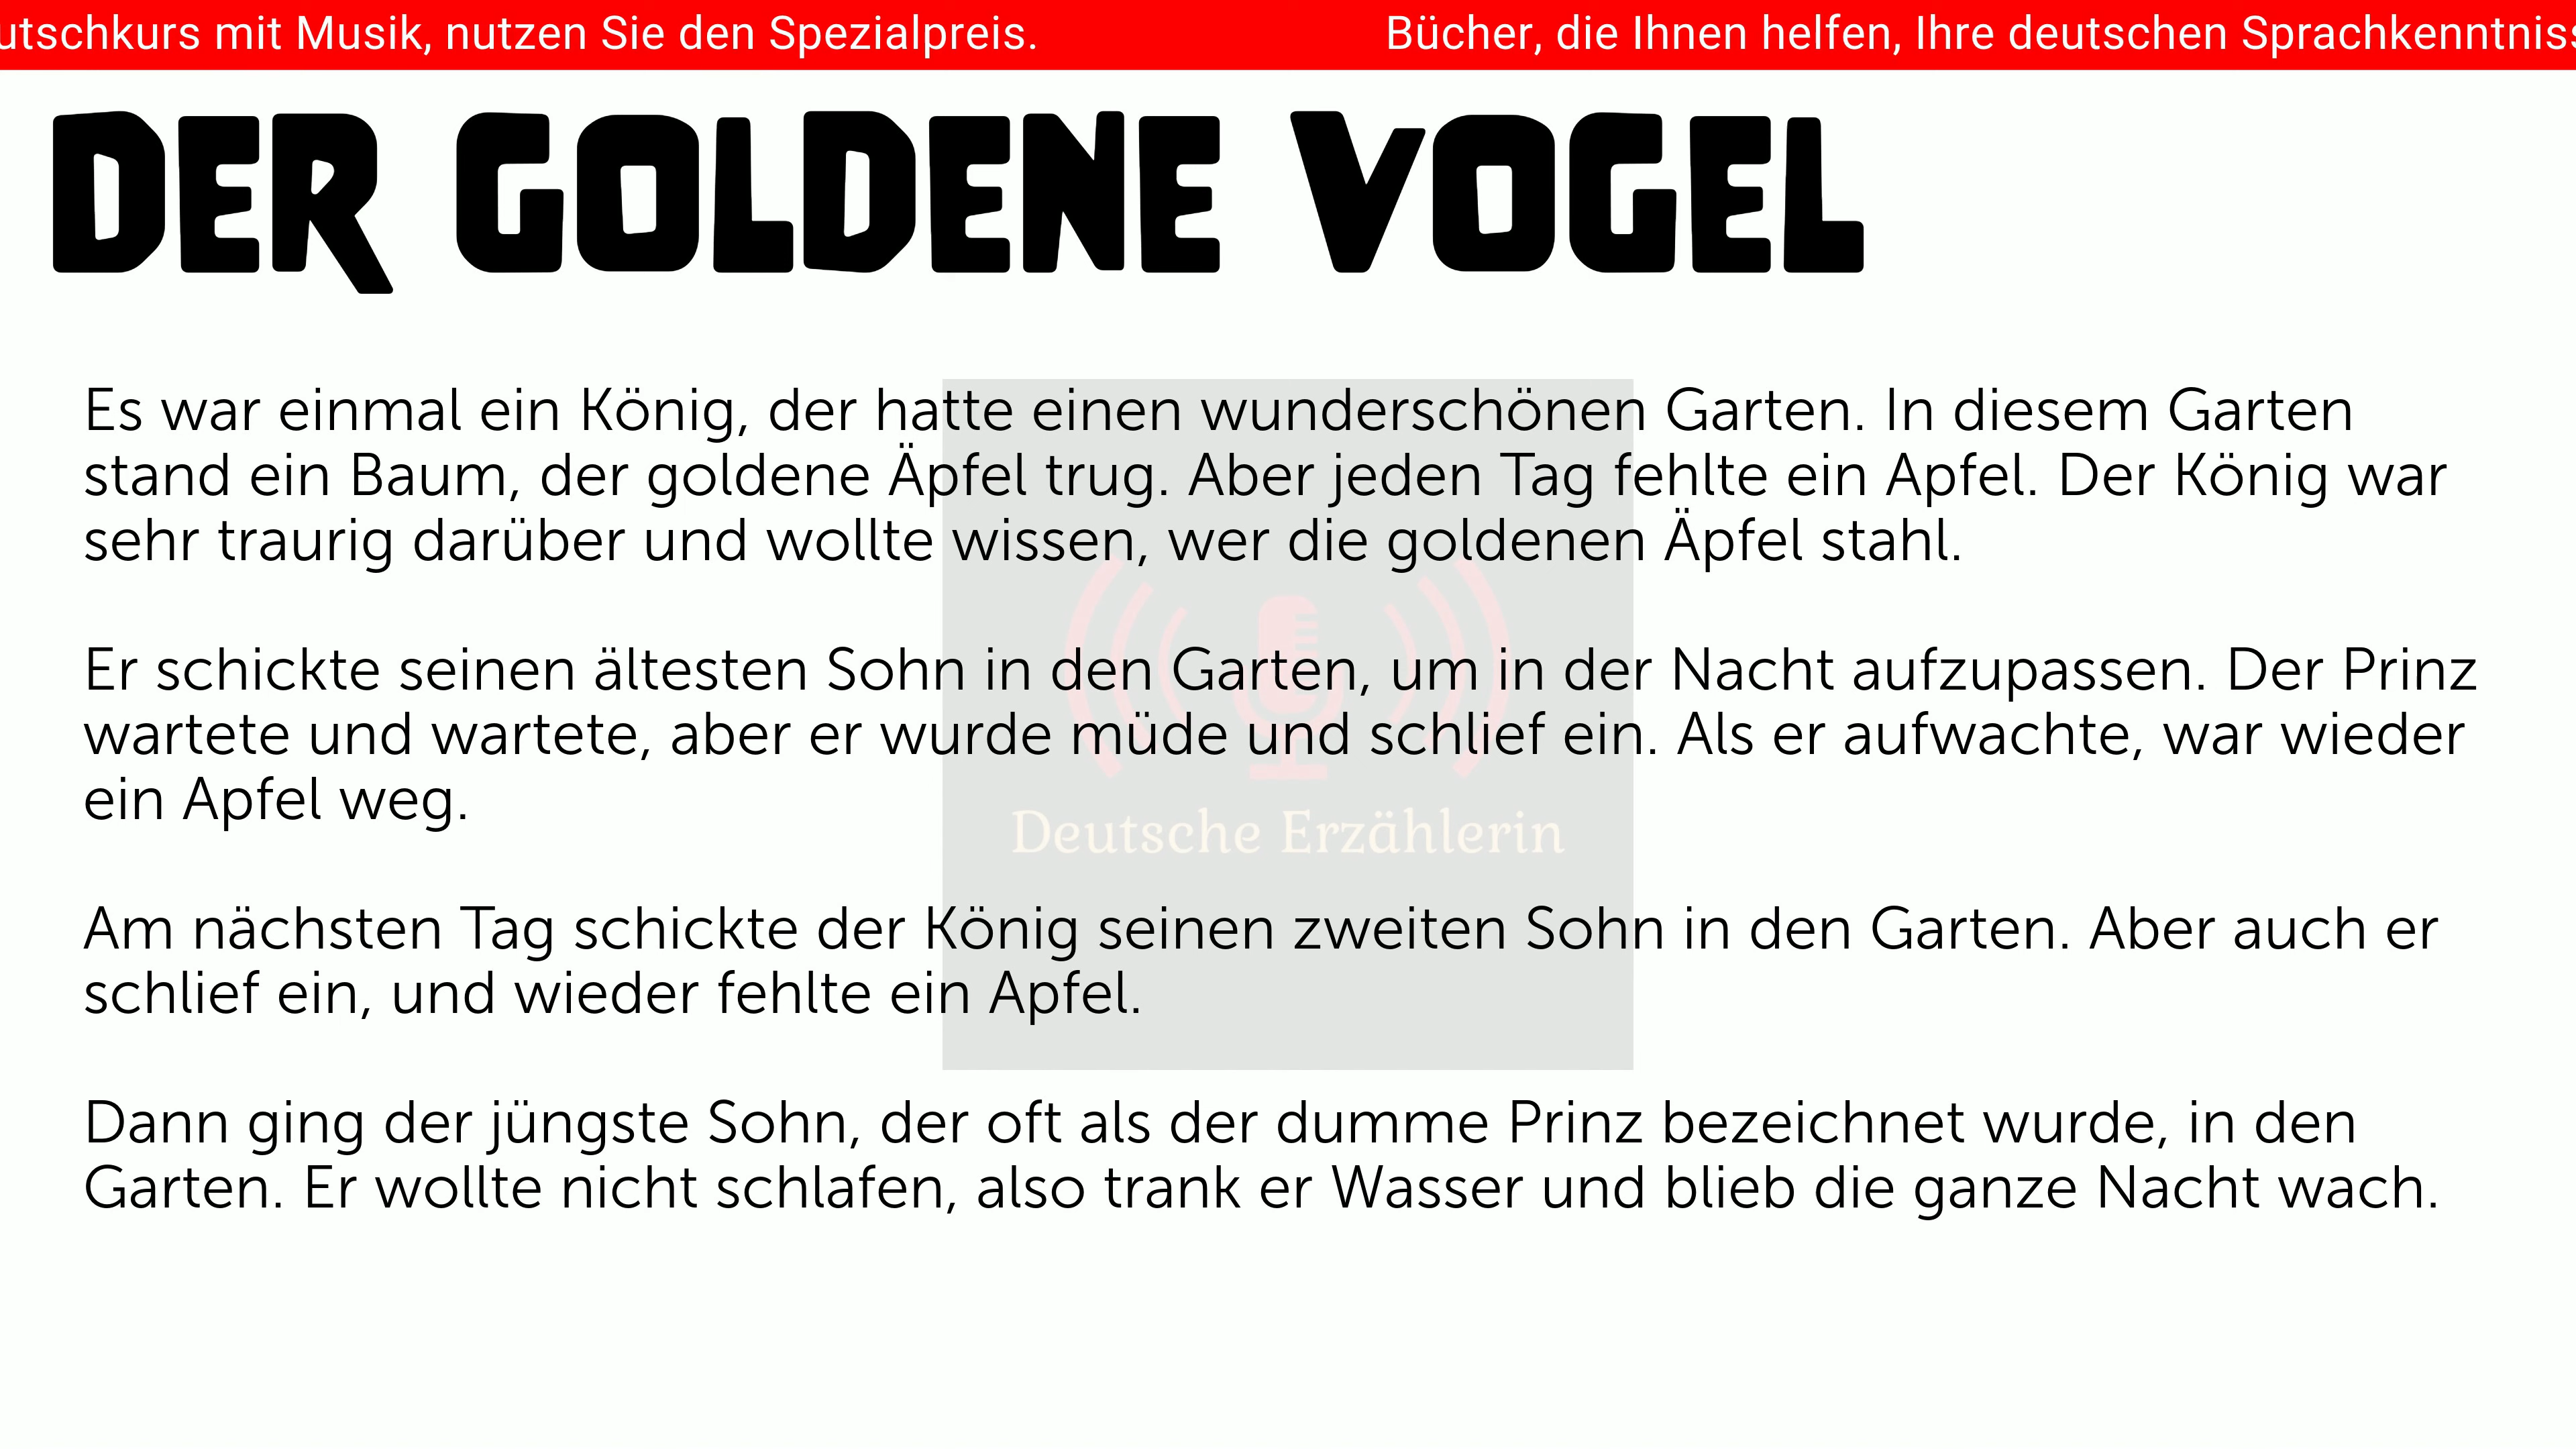 mit Musik, nutzen Sie den Spezialpreis. Bücher, die Ihnen helfen, Ihre deutschen
DER GOLDENE VOGEL
Es war einmal ein König, der hatte einen wunderschönen Garten. In diesem Garten
stand ein Baum, der goldene Äpfel trug. Aber jeden Tag fehlte ein Apfel. Der König war
sehr traurig darüber und wollte wissen, wer die goldenen Äpfel stahl.
Er schickte seinen ältesten Sohn in den Garten, um in der Nacht aufzupassen. Der Prinz
wartete und wartete, aber er wurde müde und schlief ein. Als er aufwachte, war wieder
ein Apfel weg.
Deutsche Erzählerin
Am nächsten Tag schickte der König seinen zweiten Sohn in den Garten. Aber auch er
schlief ein, und wieder fehlte ein Apfel.
Dann ging der jüngste Sohn, der oft als der dumme Prinz bezeichnet wurde, in den
Garten. Er wollte nicht schlafen, also trank er Wasser und blieb die ganze Nacht wach.